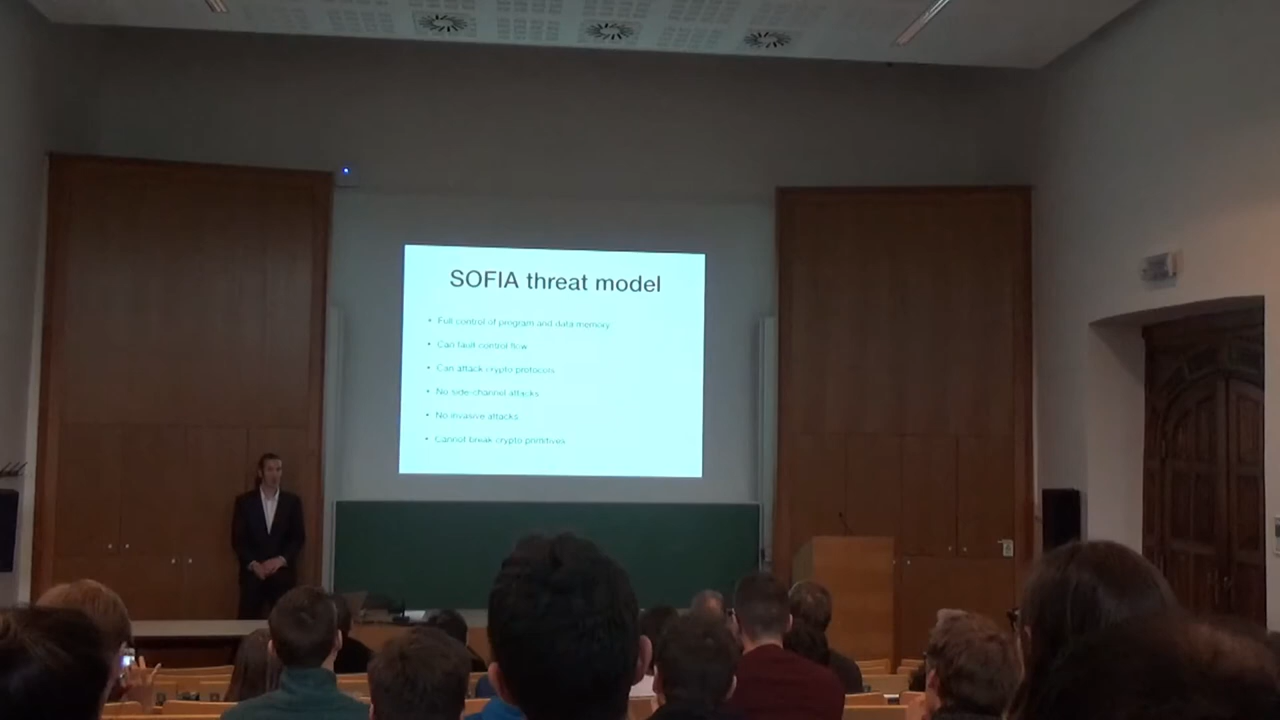 SOFIA threat model
• Full control of program and data memory
• Can fault control flow
• Can attack crypto protocols
• No side-channel attacks
• No invasive attacks
• Cannot break crypto primitives